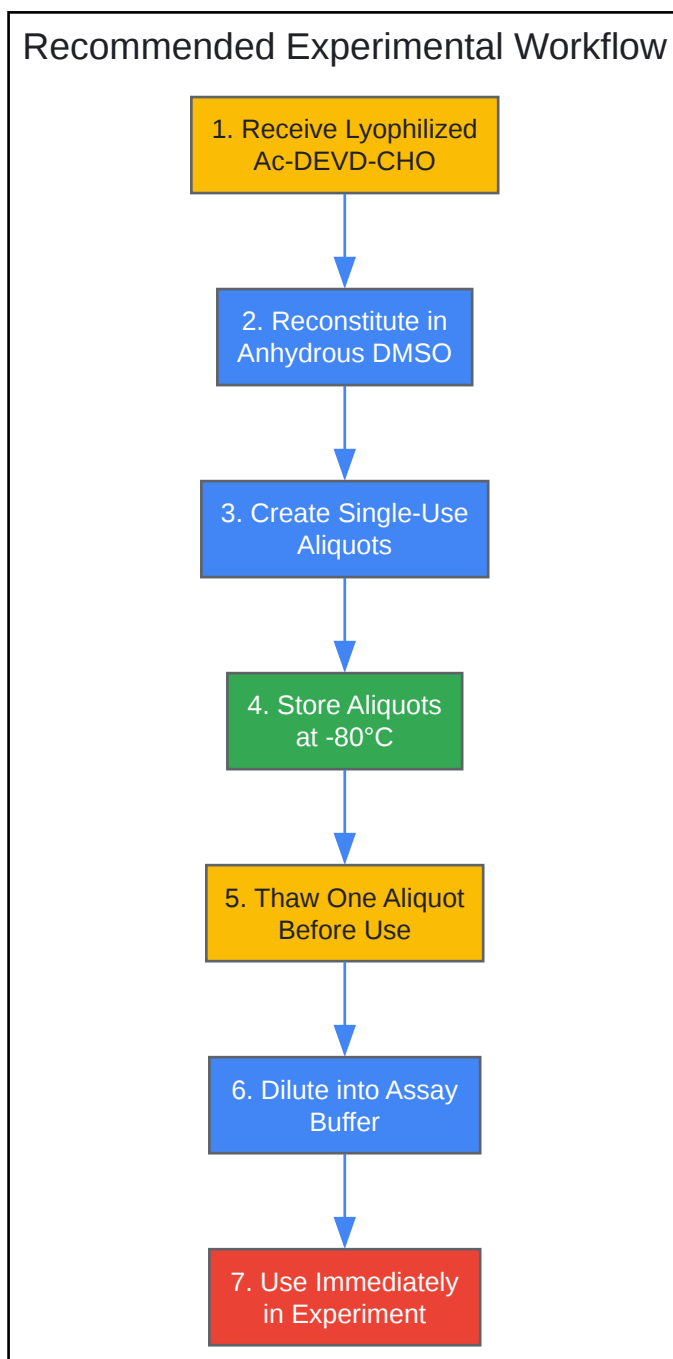 Recommended Experimental Workflow
1. Receive Lyophilized
Ac-DEVD-CHO
2. Reconstitute in
Anhydrous DMSO
3. Create Single-Use
Aliquots
4. Store Aliquots
at -80°C
5. Thaw One Aliquot
Before Use
6. Dilute into Assay
Buffer
7. Use Immediately
in Experiment